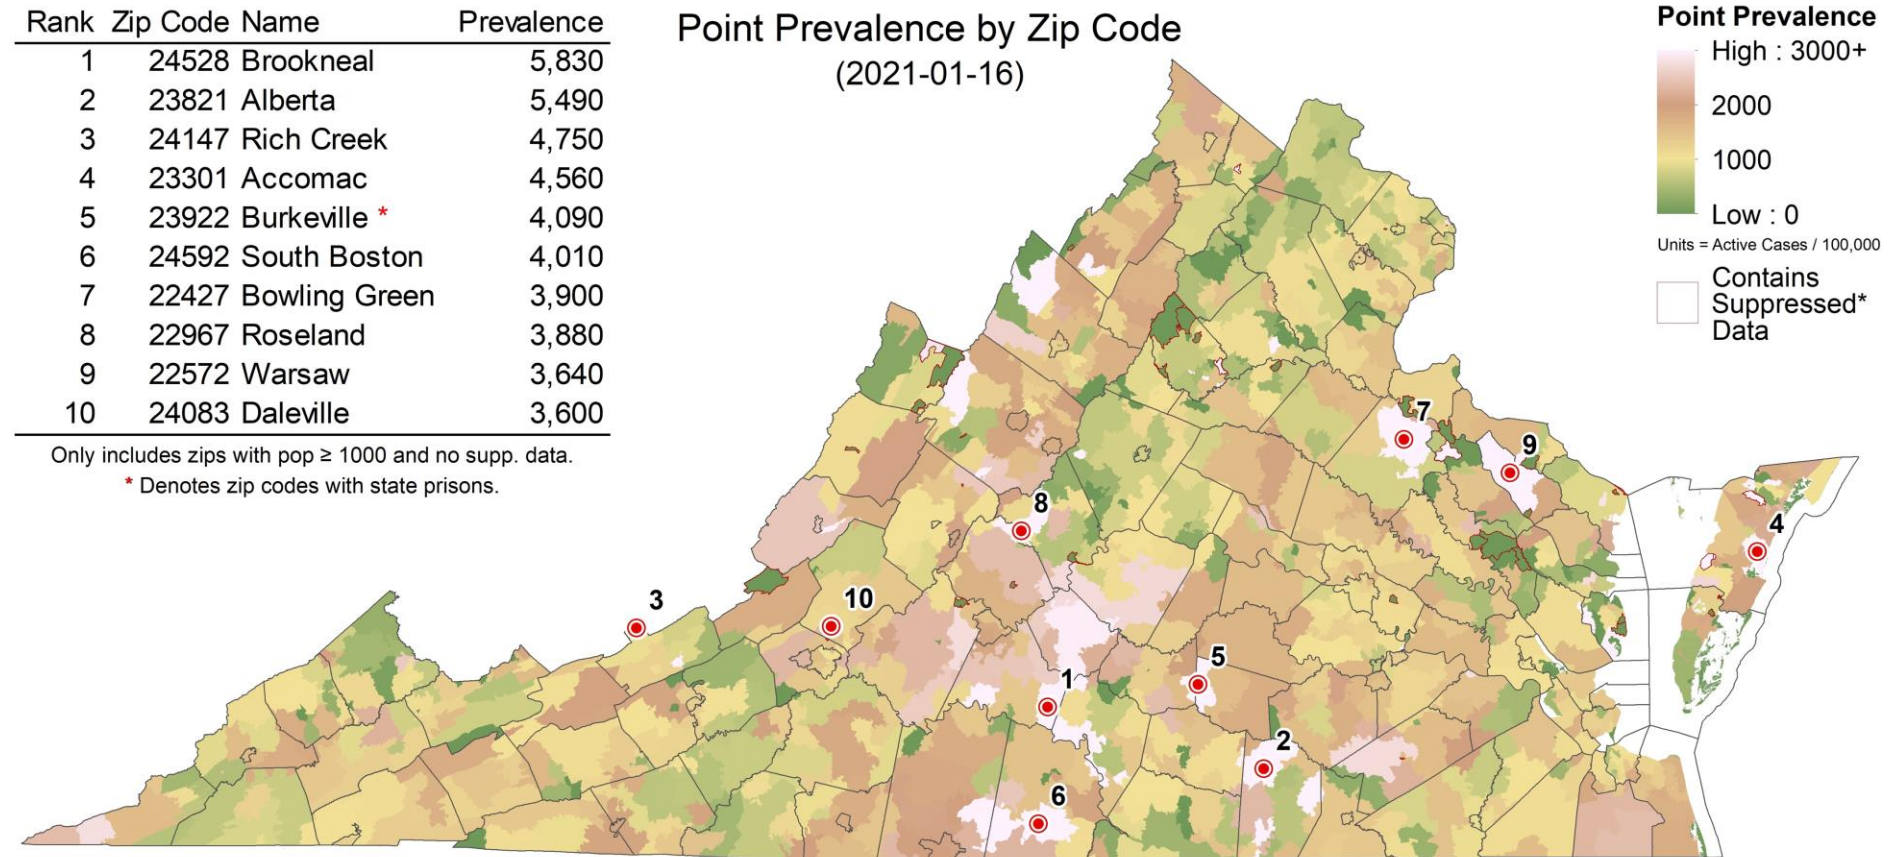 Rank Zip Code Name Prevalence
1 24528 Brookneal 5,830
2 23821 Alberta 5,490
3 24147 Rich Creek 4,750
4 23301 Accomac 4,560
5 23922 Burkeville * 4,090
6 24592 South Boston 4,010
7 22427 Bowling Green 3,900
8 22967 Roseland 3,880
9 22572 Warsaw 3,640
10 24083 Daleville 3,600
Only includes zips with pop ≥ 1000 and no supp. data.
* Denotes zip codes with state prisons.
Point Prevalence by Zip Code
(2021-01-16)
Point Prevalence
High : 3000+
2000
1000
Low : 0
Units = Active Cases / 100,000
Contains
Suppressed*
Data
7
9
8
4
3
10
5
1
2
6